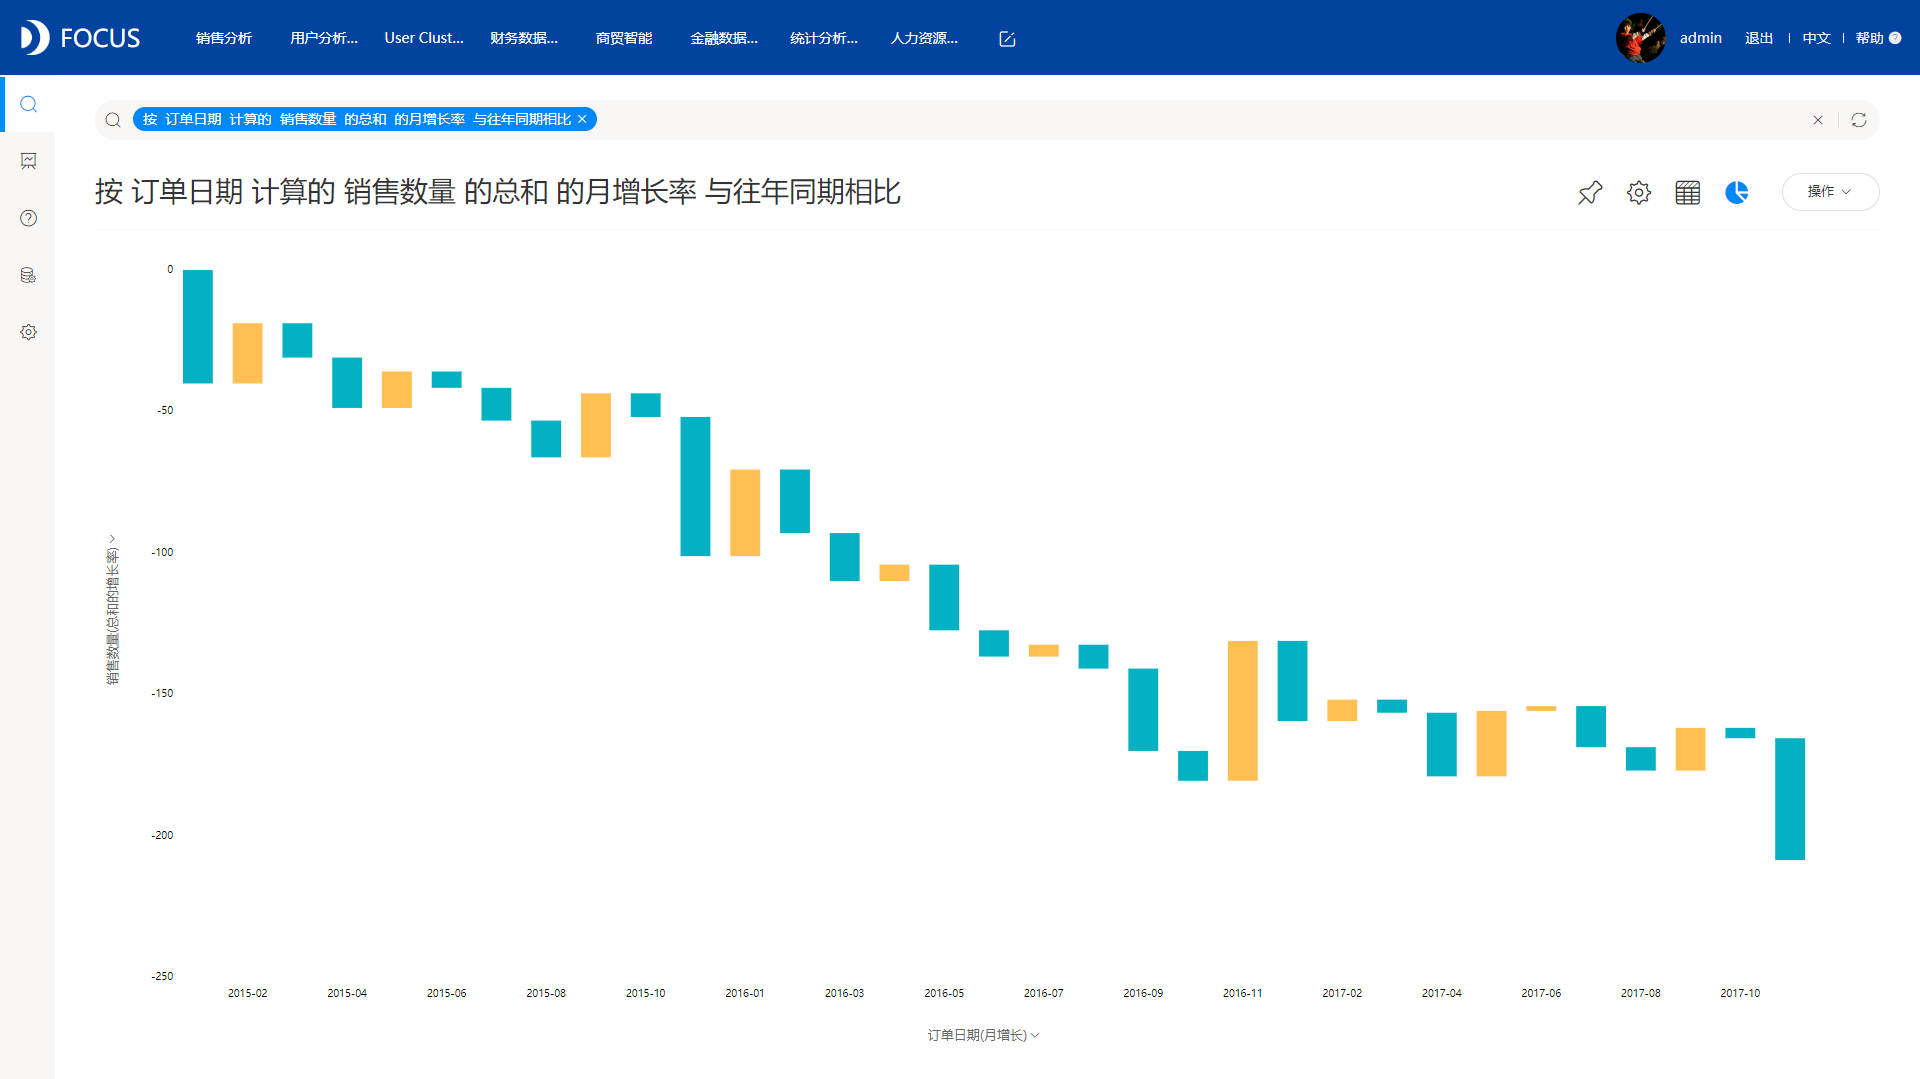 FOCUS
销售分析
用户分析...
User Clust...
财务数据...
商贸智能
金融数据...
统计分析...
人力资源...
admin
退出
中文
帮助
按 订单日期 计算的 销售数量 的总和 的月增长率 与往年同期相比
按 订单日期 计算的 销售数量 的总和 的月增长率 与往年同期相比
操作
0
-50
-100
-150
-200
-250
销售数量(总和的增长率)
2015-02
2015-04
2015-06
2015-08
2015-10
2016-01
2016-03
2016-05
2016-07
2016-09
2016-11
2017-02
2017-04
2017-06
2017-08
2017-10
订单日期(月增长)